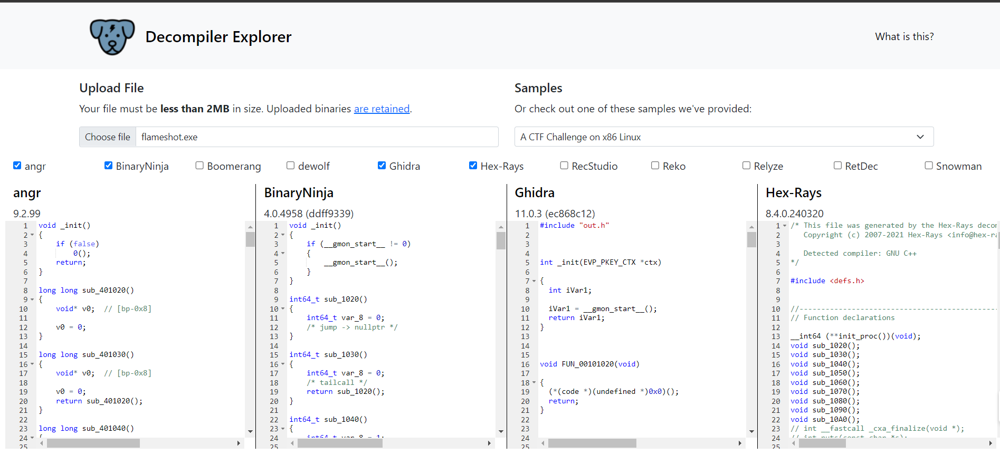 Decompiler Explorer
What is this?
Upload File
Your file must be less than 2MB in size. Uploaded binaries are retained.
Choose file flameshot.exe
Samples
Or check out one of these samples we've provided:
A CTF Challenge on x86 Linux
angr BinaryNinja Boomerang dewolf Ghidra Hex-Rays RecStudio Reko Relyze RetDec Snowman
angr
9.2.99
1 void _init()
2 {
3 if (false)
4 0();
5 return;
6 }
7
8 long long sub_401020()
9 {
10 void* v0; // [bp-0x8]
11
12 v0 = 0;
13 }
14
15 long long sub_401030()
16 {
17 void* v0; // [bp-0x8]
18
19 v0 = 0;
20 return sub_401020();
21 }
22
23 long long sub_401040()
24 {
25
BinaryNinja
4.0.4958 (ddff9339)
1 void _init()
2 {
3 if (__gmon_start__ != 0)
4 {
5 __gmon_start__();
6 }
7 }
8
9 int64_t sub_1020()
10 {
11 int64_t var_8 = 0;
12 /* jump -> nullptr */
13 }
14
15 int64_t sub_1030()
16 {
17 int64_t var_8 = 0;
18 /* tailcall */
19 return sub_1020();
20 }
21
22 int64_t sub_1040()
23 {
24 int64_t var_8 = 1;
25
Ghidra
11.0.3 (ec868c12)
1 #include "out.h"
2
3
4
5 int _init(EVP_PKEY_CTX *ctx)
6
7 {
8 int iVar1;
9
10 iVar1 = __gmon_start__();
11 return iVar1;
12 }
13
14
15
16 void FUN_00101020(void)
17
18 {
19 (*(code *)(undefined *)0x0)();
20 return;
21 }
22
23
24
25
Hex-Rays
8.4.0.240320
1 /* This file was generated by the Hex-Rays decom
2 Copyright (c) 2007-2021 Hex-Rays <info@hex-ra
3
4 Detected compiler: GNU C++
5 */
6
7 #include <defs.h>
8
9
10 //----------------------------------------------
11 // Function declarations
12
13 __int64 (**init_proc())(void);
14 void sub_1020();
15 void sub_1030();
16 void sub_1040();
17 void sub_1050();
18 void sub_1060();
19 void sub_1070();
20 void sub_1080();
21 void sub_1090();
22 void sub_10A0();
23 // int __fastcall _cxa_finalize(void *);
24 // int puts(const char *s);
25